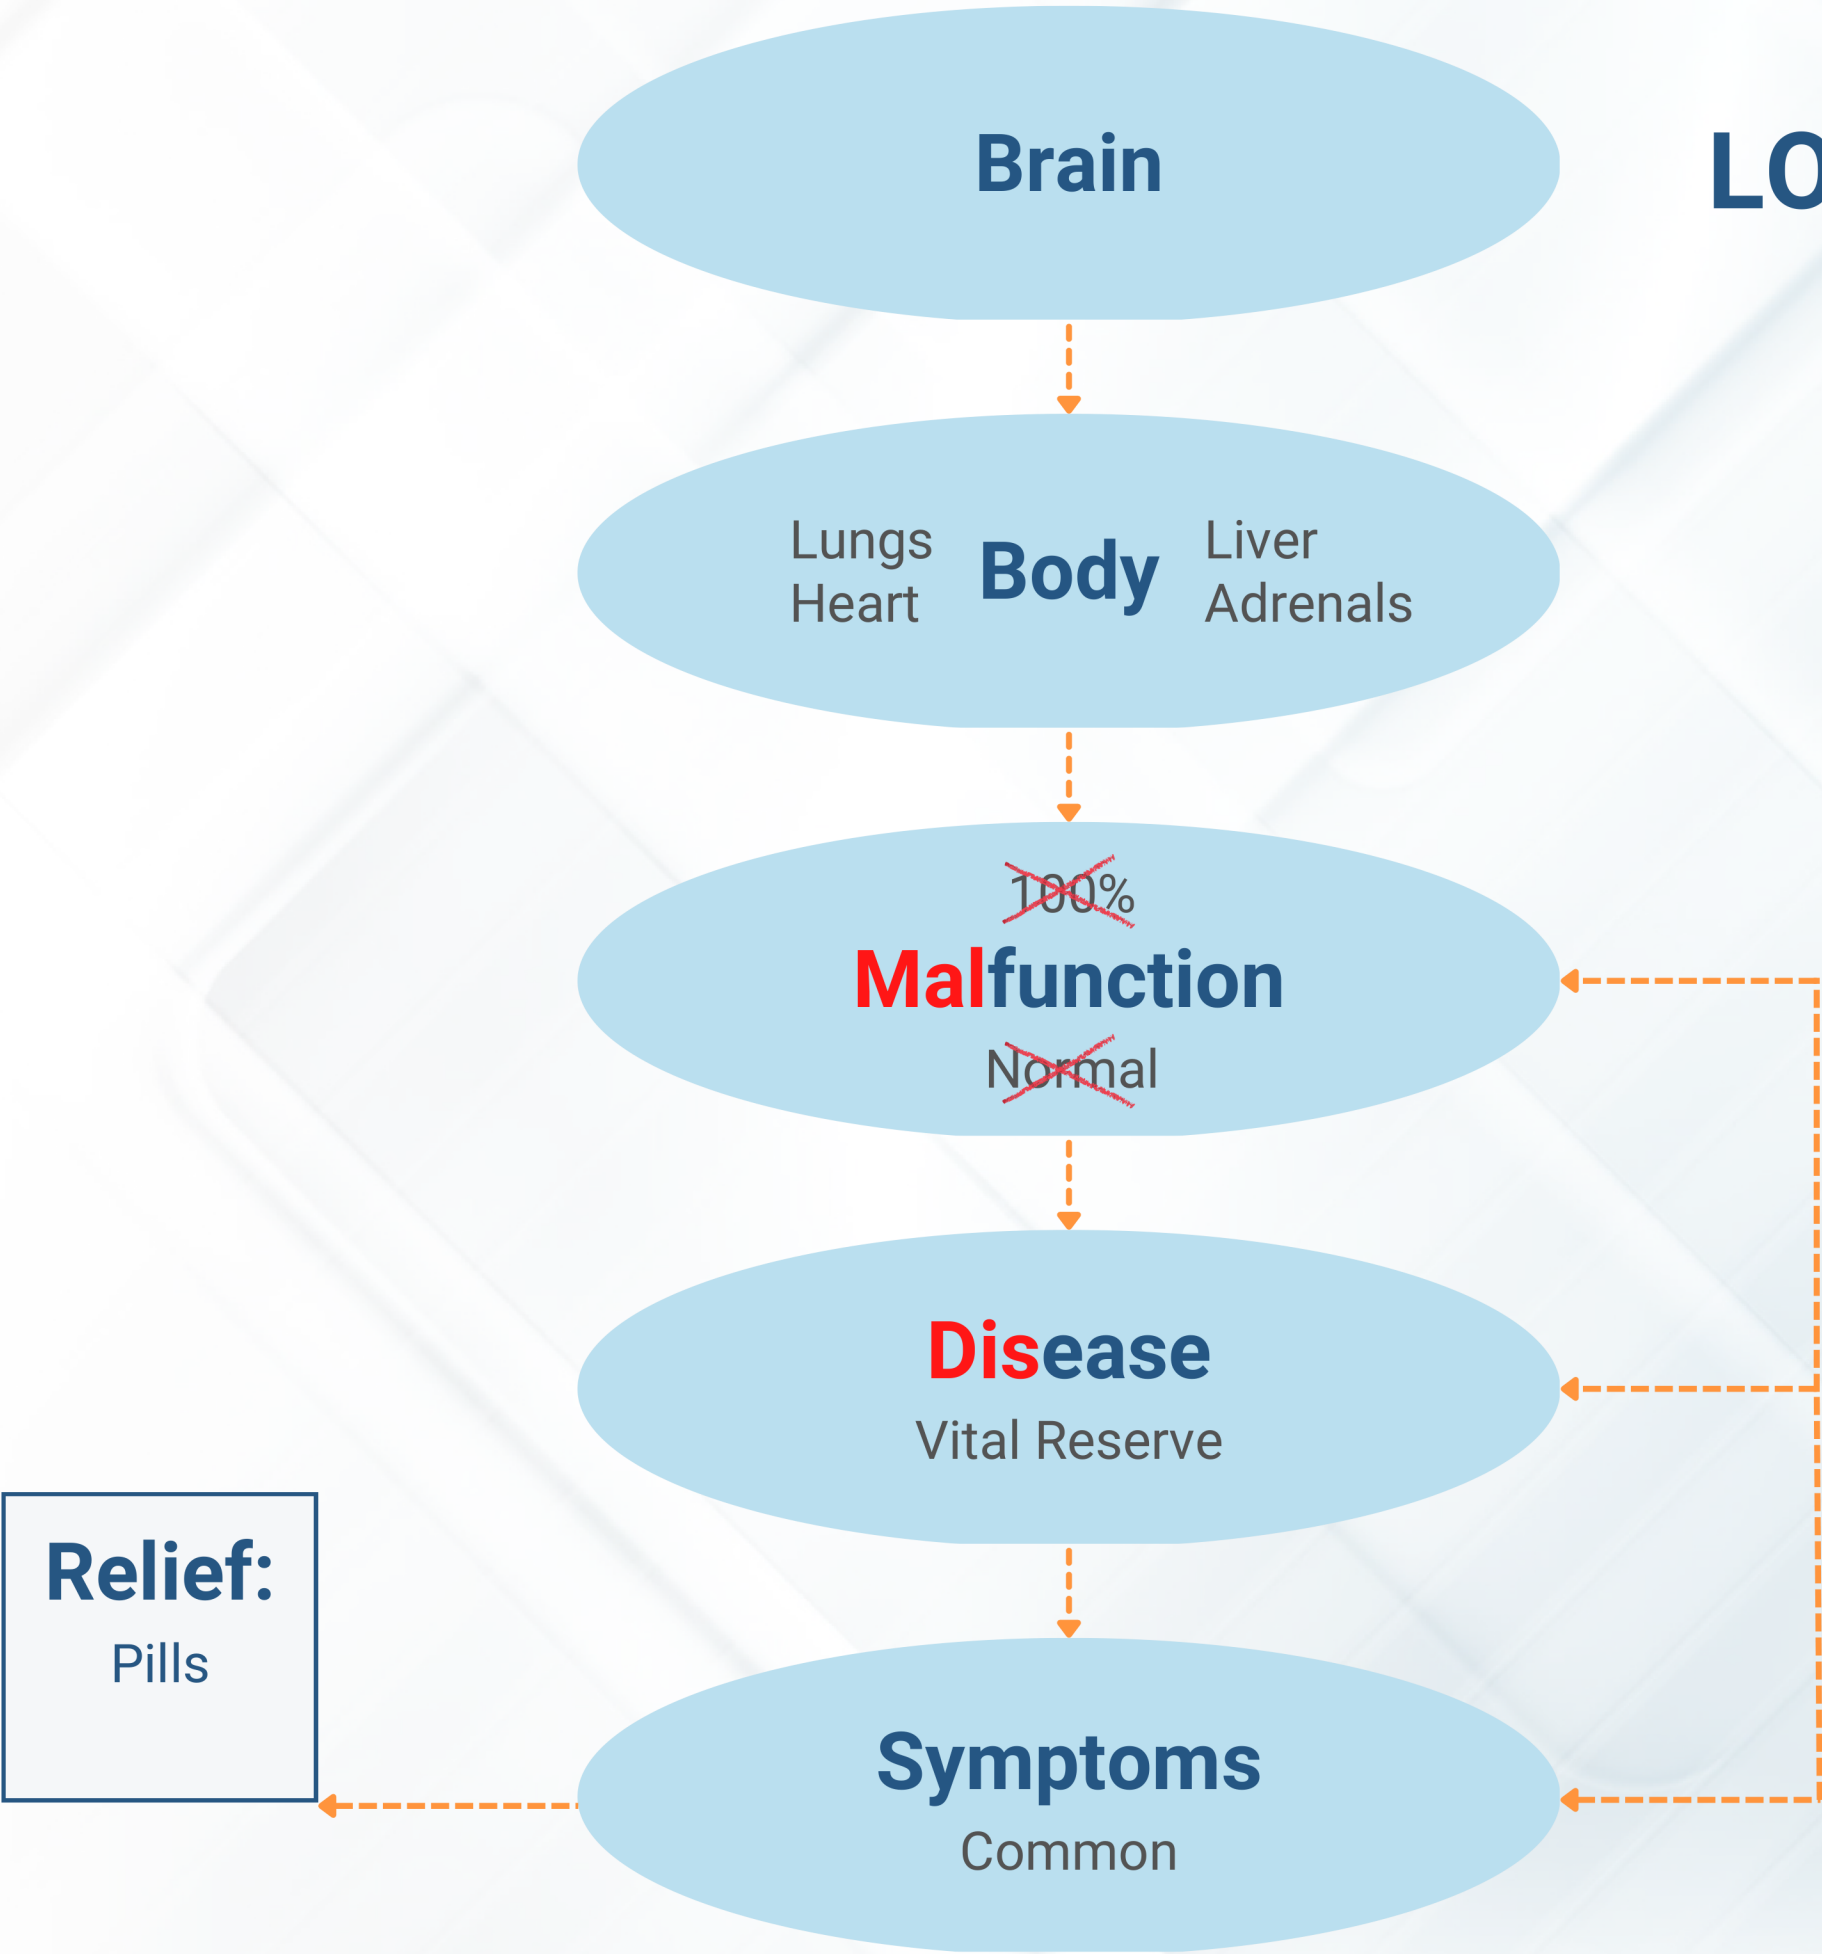 Brain
LO
Lungs
Heart
Body
Liver
Adrenals
100%
Malfunction
Normal
Disease
Vital Reserve
Relief:
Pills
Symptoms
Common